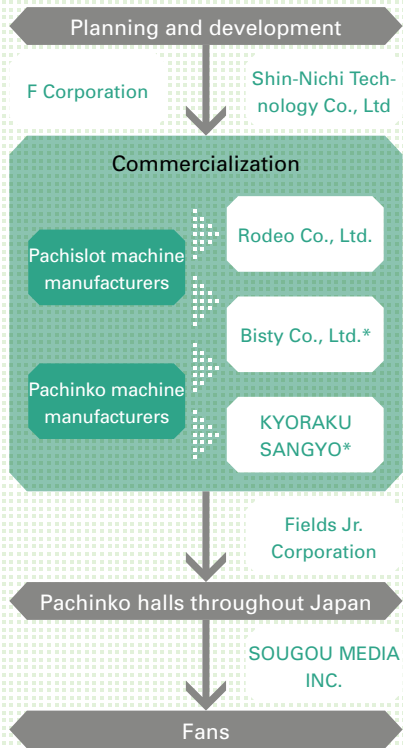 Planning and development
F Corporation
Shin-Nichi Tech-
nology Co., Ltd
Commercialization
Pachislot machine
manufacturers
Rodeo Co., Ltd.
Bisty Co., Ltd.*
Pachinko machine
manufacturers
KYORAKU
SANGYO*
Fields Jr.
Corporation
Pachinko halls throughout Japan
SOUGOU MEDIA
INC.
Fans